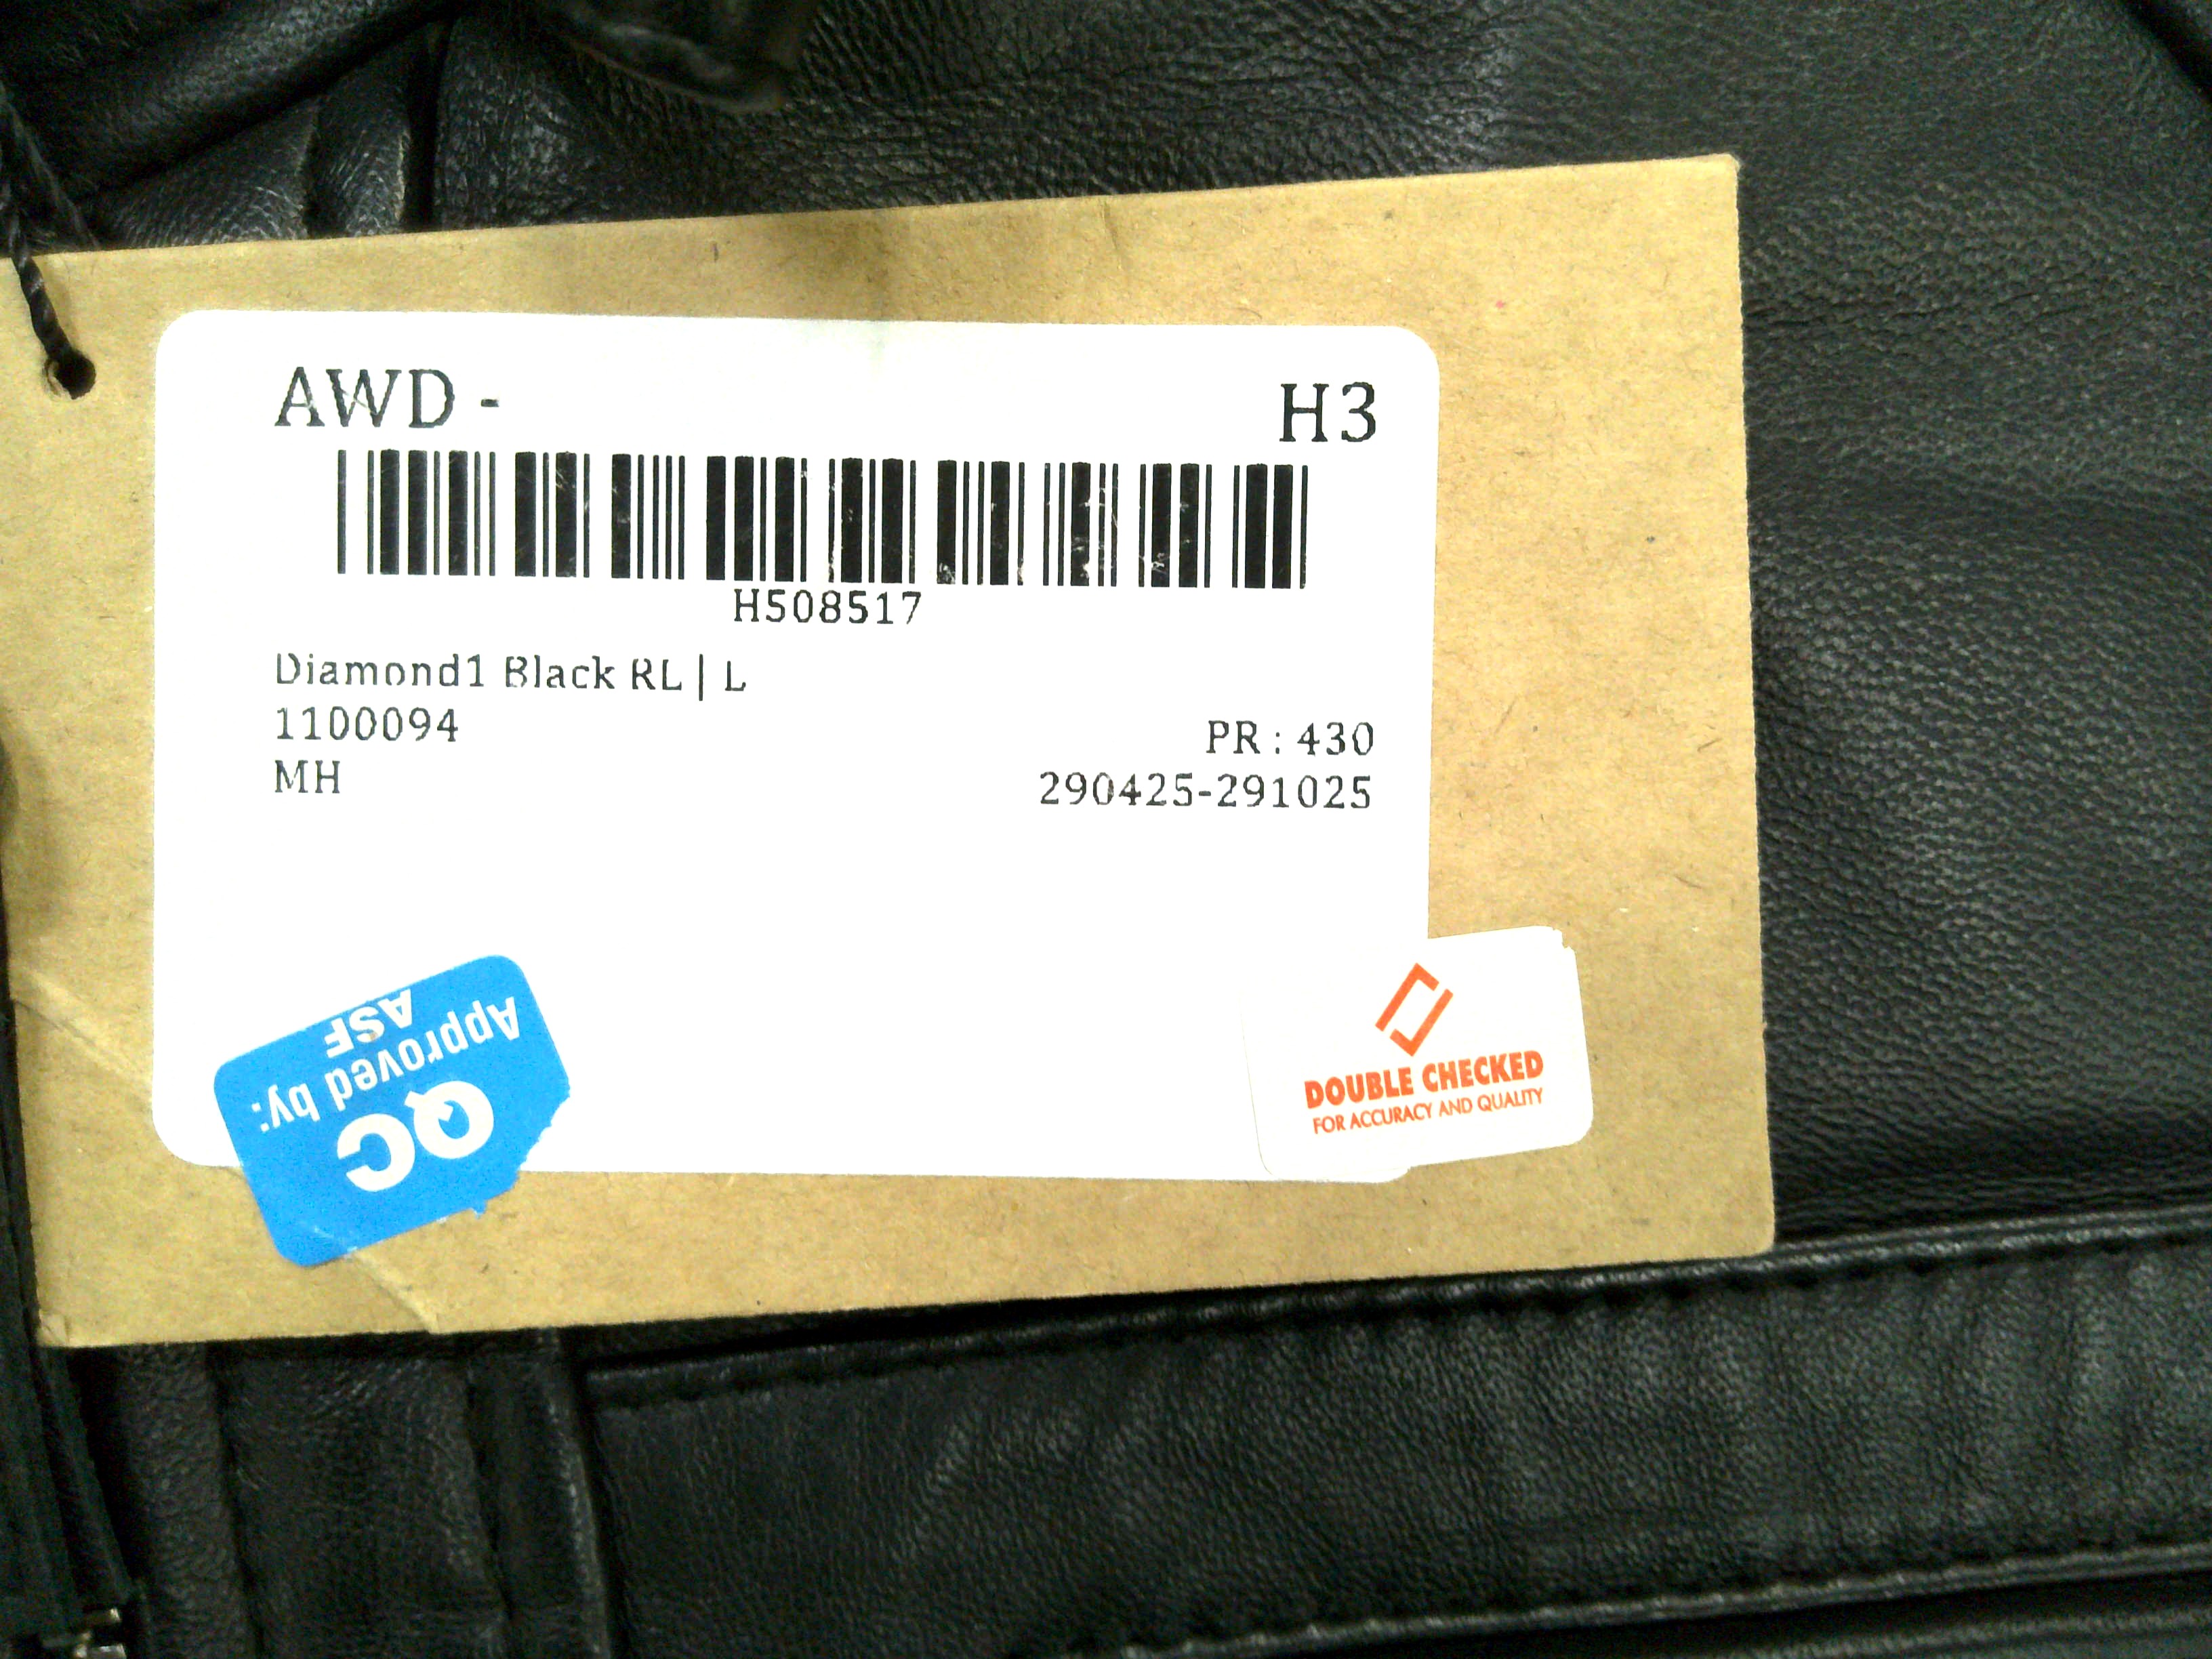 AWD - H3
H508517
Diamond1 Black RL | L
1100094
PR : 430
MH
290425-291025
QC
Approved by:
ASF
DOUBLE CHECKED
FOR ACCURACY AND QUALITY